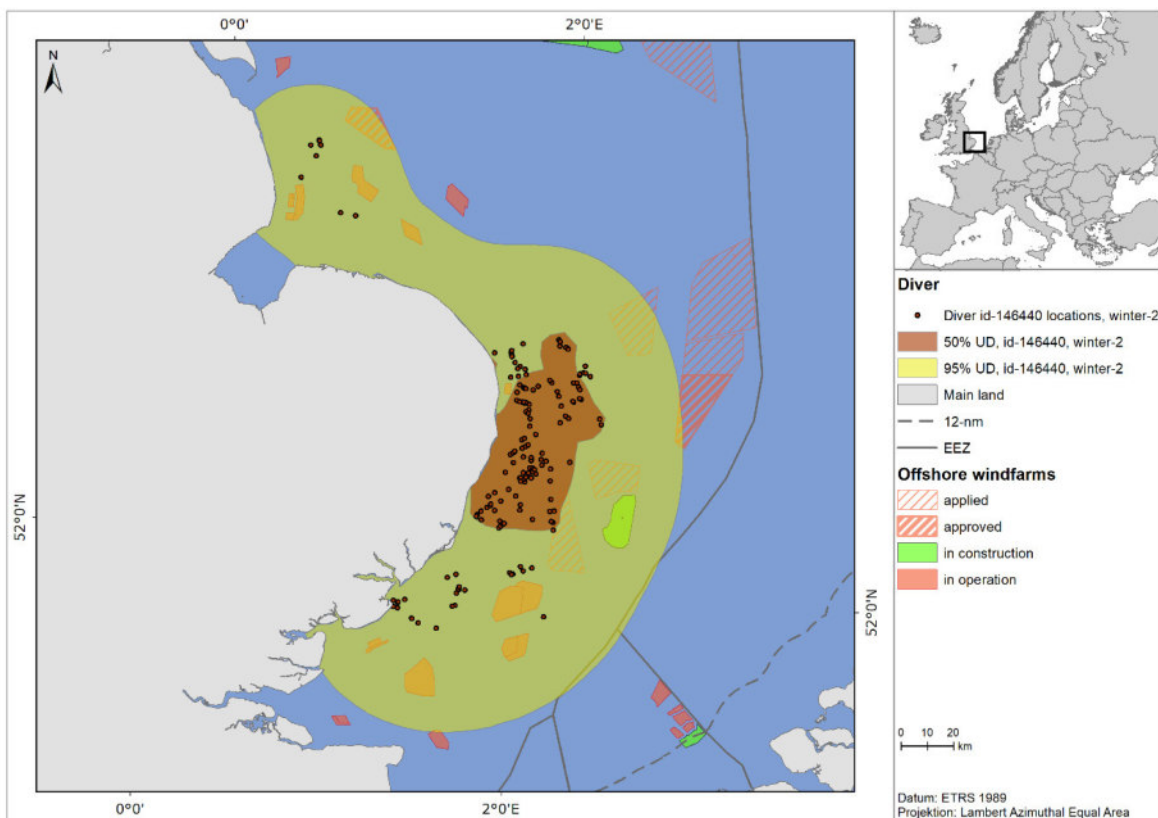 0°0'
2°0'E
N
52°0'N
52°0'N
0°0'
2°0'E
Diver
Diver id-146440 locations, winter-2
50% UD, id-146440, winter-2
95% UD, id-146440, winter-2
Main land
12-nm
EEZ
Offshore windfarms
applied
approved
in construction
in operation
0 10 20
km
Datum: ETRS 1989
Projektion: Lambert Azimuthal Equal Area